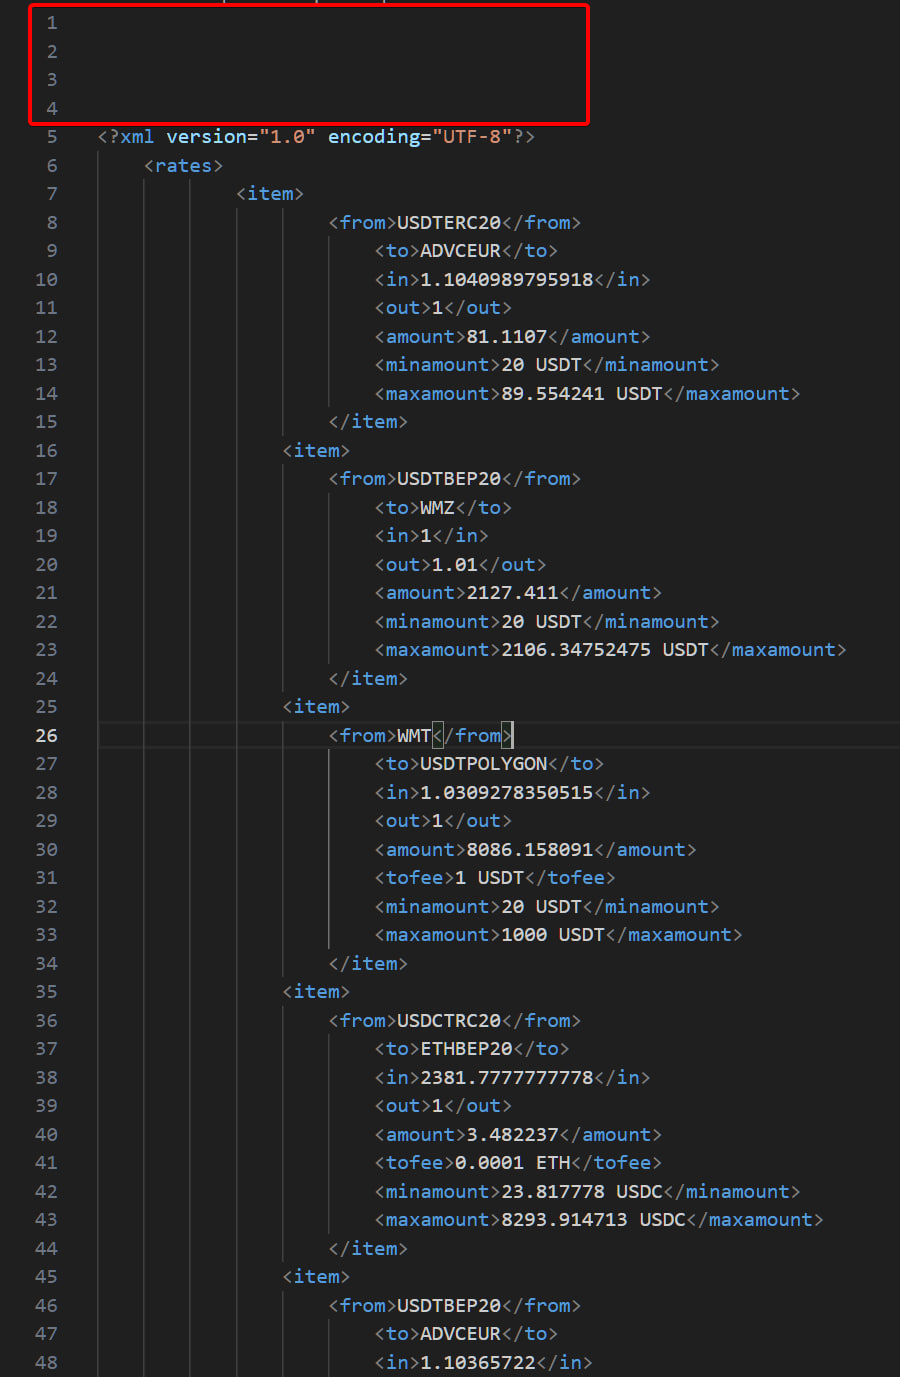 1
2
3
4
5 <?xml version="1.0" encoding="UTF-8"?>
6 <rates>
7 <item>
8 <from>USDTERC20</from>
9 <to>ADVCEUR</to>
10 <in>1.1040989795918</in>
11 <out>1</out>
12 <amount>81.1107</amount>
13 <minamount>20 USDT</minamount>
14 <maxamount>89.554241 USDT</maxamount>
15 </item>
16 <item>
17 <from>USDTBEP20</from>
18 <to>WMZ</to>
19 <in>1</in>
20 <out>1.01</out>
21 <amount>2127.411</amount>
22 <minamount>20 USDT</minamount>
23 <maxamount>2106.34752475 USDT</maxamount>
24 </item>
25 <item>
26 <from>WMT</from>
27 <to>USDTPOLYGON</to>
28 <in>1.0309278350515</in>
29 <out>1</out>
30 <amount>8086.158091</amount>
31 <tofee>1 USDT</tofee>
32 <minamount>20 USDT</minamount>
33 <maxamount>1000 USDT</maxamount>
34 </item>
35 <item>
36 <from>USDCTRC20</from>
37 <to>ETHBEP20</to>
38 <in>2381.7777777778</in>
39 <out>1</out>
40 <amount>3.482237</amount>
41 <tofee>0.0001 ETH</tofee>
42 <minamount>23.817778 USDC</minamount>
43 <maxamount>8293.914713 USDC</maxamount>
44 </item>
45 <item>
46 <from>USDTBEP20</from>
47 <to>ADVCEUR</to>
48 <in>1.10365722</in>